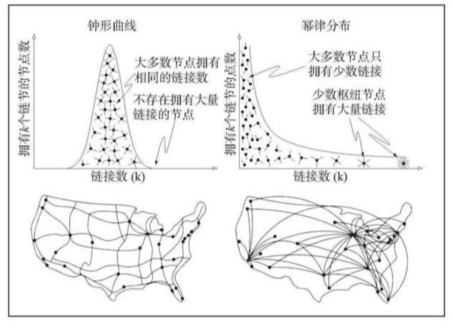 钟形曲线
拥有k个链节的节点数
大多数节点拥有
相同的链接数
不存在拥有大量
链接的节点
链接数 (k)
幂律分布
拥有k个链节的点数
大多数节点只
拥有少数链接
少数枢纽节点
拥有大量链接
链接数 (k)